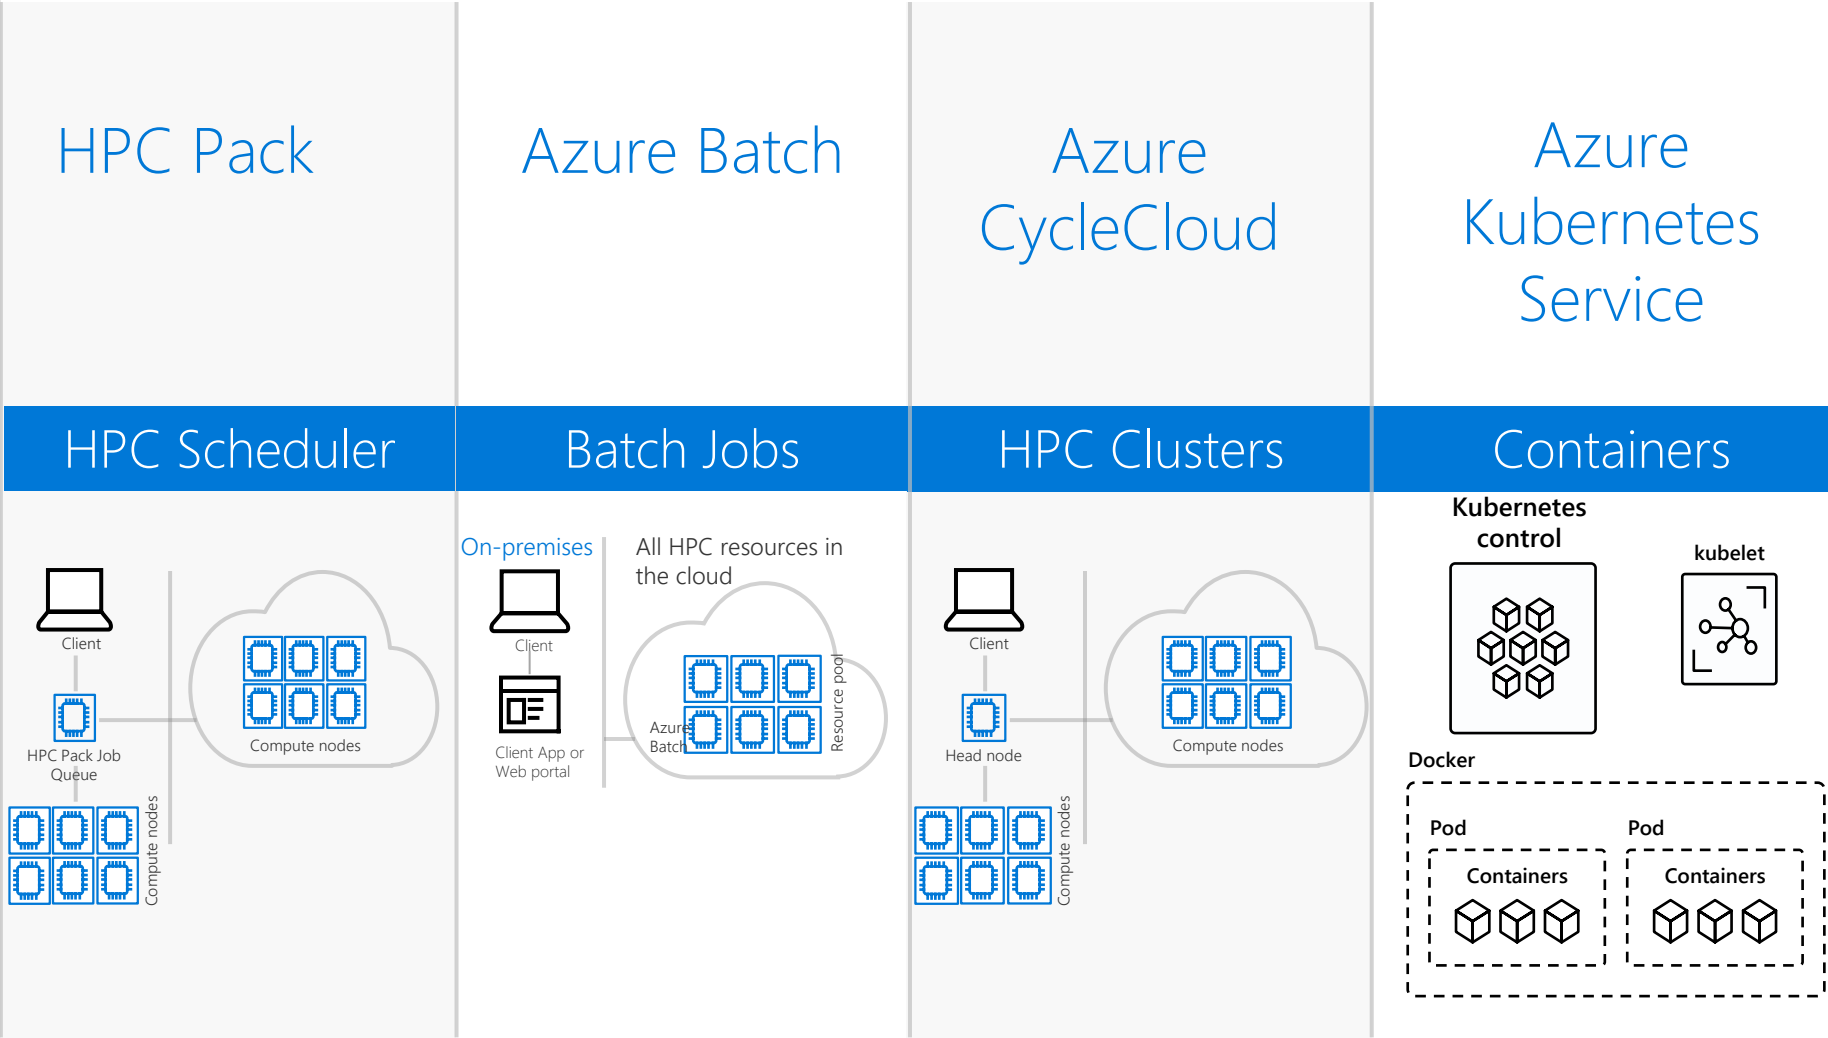 HPC Pack
HPC Scheduler
Client
HPC Pack Job
Queue
Compute nodes
Compute nodes
Azure Batch
Batch Jobs
On-premises
All HPC resources in
the cloud
Client
Client App or
Web portal
Azure
Batch
Resource pool
Azure
CycleCloud
HPC Clusters
Client
Head node
Compute nodes
Compute nodes
Azure
Kubernetes
Service
Containers
Kubernetes
control
kubelet
Docker
Pod
Containers
Pod
Containers